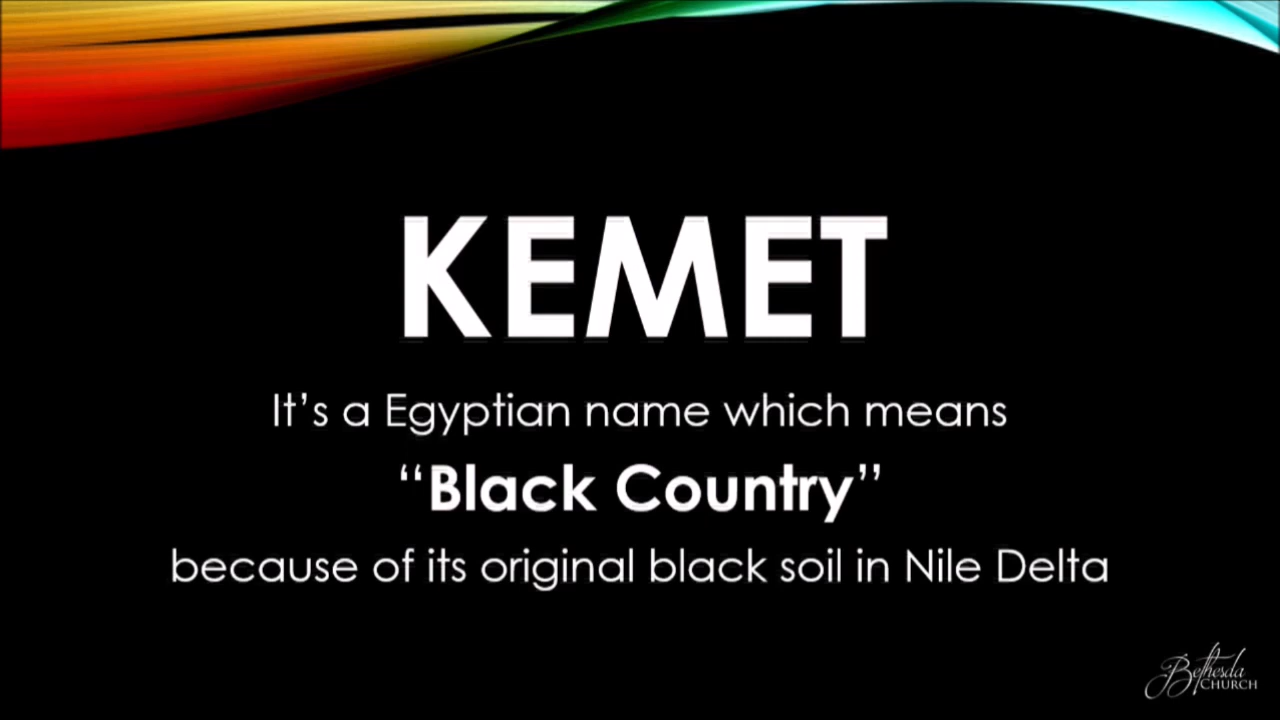 KEMET
It's a Egyptian name which means
“Black Country”
because of its original black soil in Nile Delta
Bethesda
CHURCH